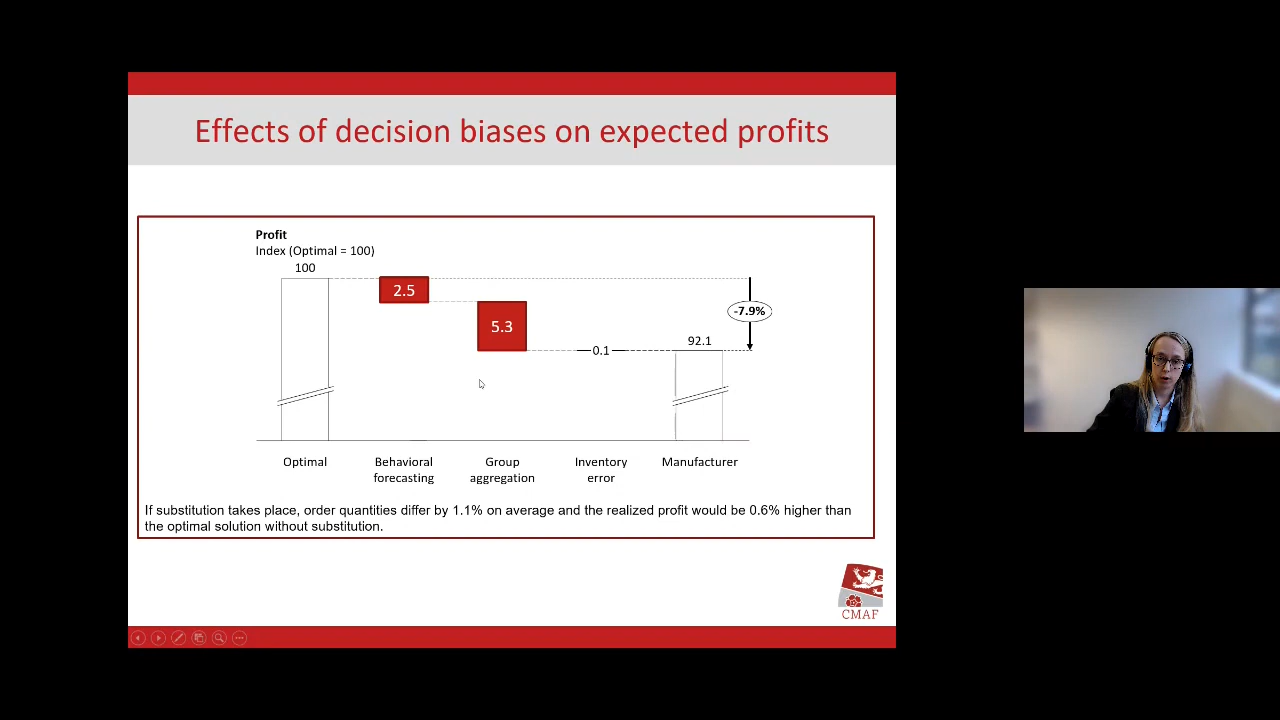 Effects of decision biases on expected profits
Profit
Index (Optimal = 100)
100
2.5
5.3
0.1
92.1
-7.9%
Optimal
Behavioral
forecasting
Group
aggregation
Inventory
error
Manufacturer
If substitution takes place, order quantities differ by 1.1% on average and the realized profit would be 0.6% higher than
the optimal solution without substitution.
CMAF